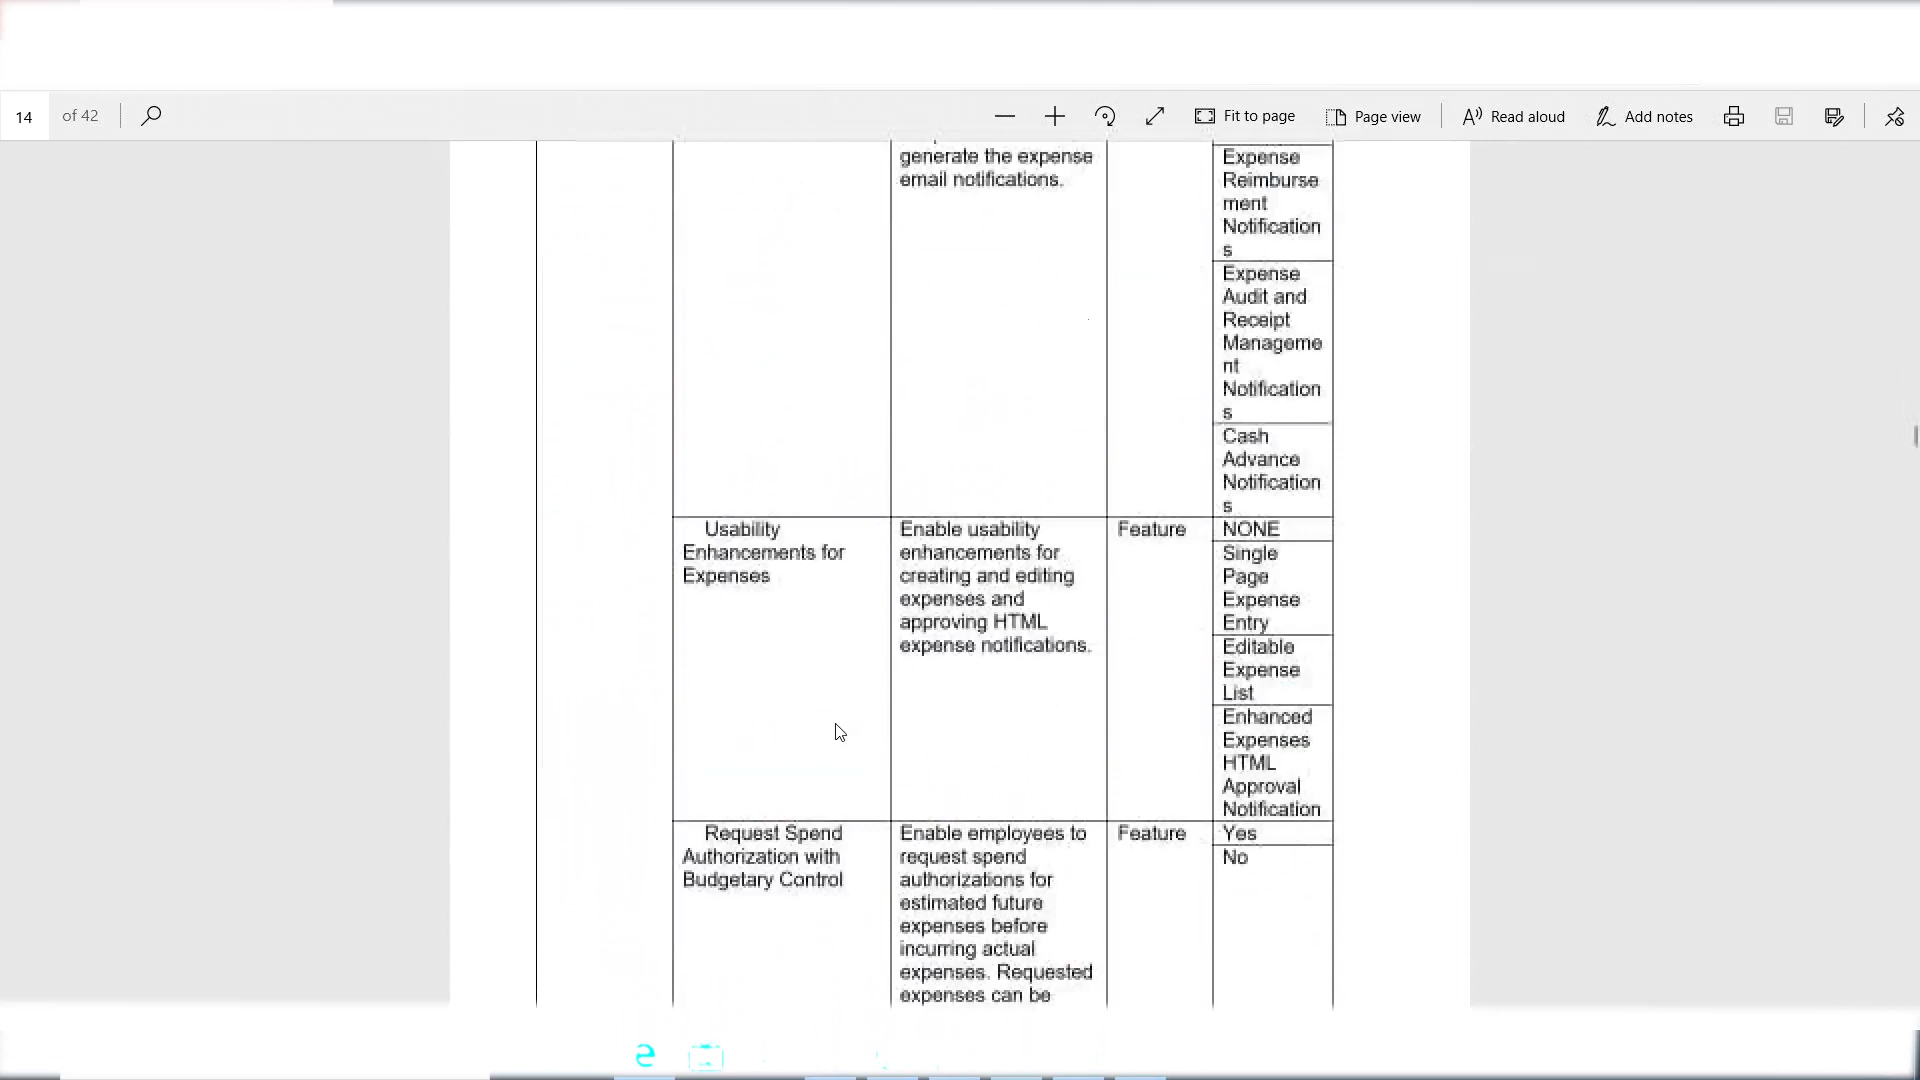 14 of 42 Fit to page Page view Read aloud Add notes
generate the expense
email notifications.
Expense
Reimburse
ment
Notification
s
Expense
Audit and
Receipt
Manageme
nt
Notification
s
Cash
Advance
Notification
s
Usability
Enhancements for
Expenses
Enable usability
enhancements for
creating and editing
expenses and
approving HTML
expense notifications.
Feature
NONE
Single
Page
Expense
Entry
Editable
Expense
List
Enhanced
Expenses
HTML
Approval
Notification
Request Spend
Authorization with
Budgetary Control
Enable employees to
request spend
authorizations for
estimated future
expenses before
incurring actual
expenses. Requested
expenses can be
Feature
Yes
No